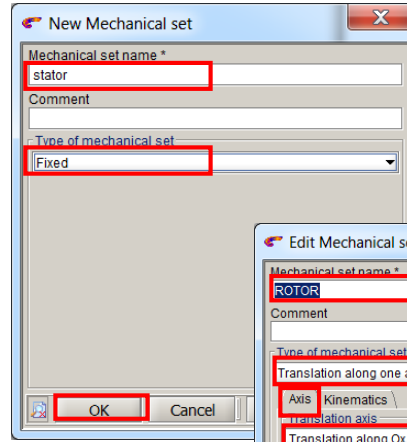 New Mechanical set
X
Mechanical set name *
stator
Comment
Type of mechanical set
Fixed
OK
Cancel
Edit Mechanical
Mechanical set name *
ROTOR
Comment
Type of mechanical set
Translation along one
Axis
Kinematics
Translation axis
Translation along Ox